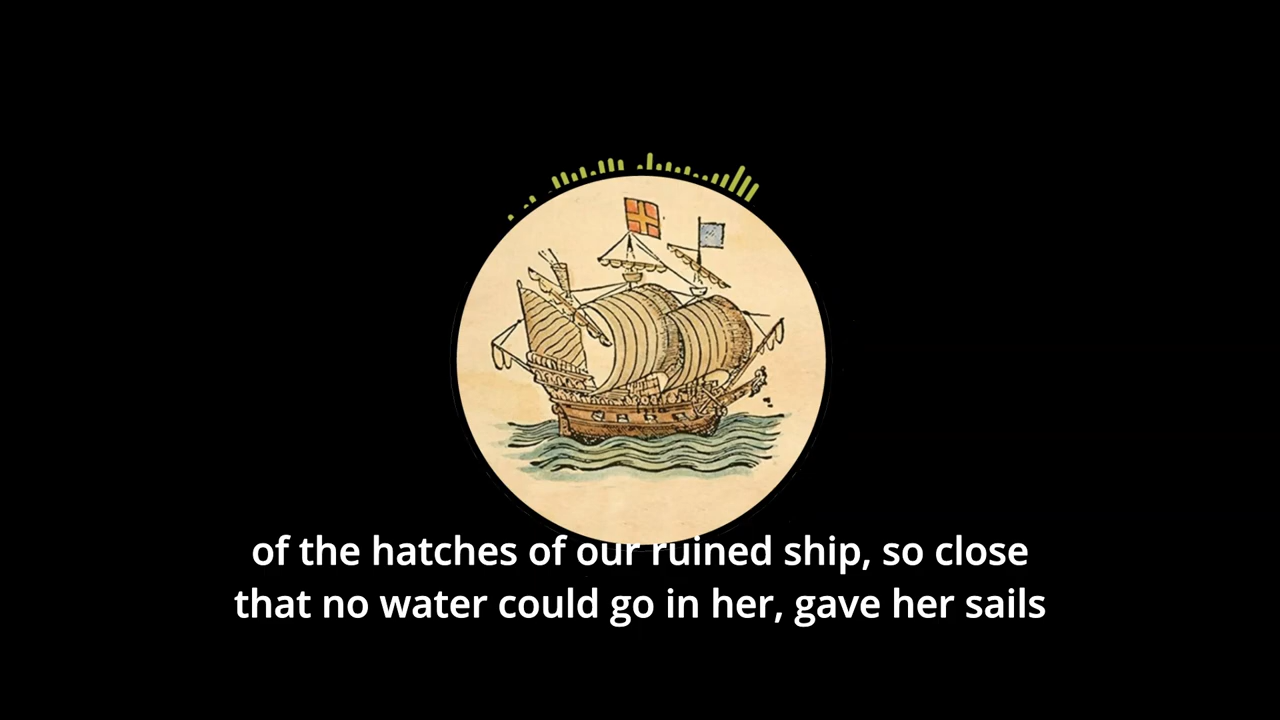 of the hatches of our ruined ship, so close
that no water could go in her, gave her sails